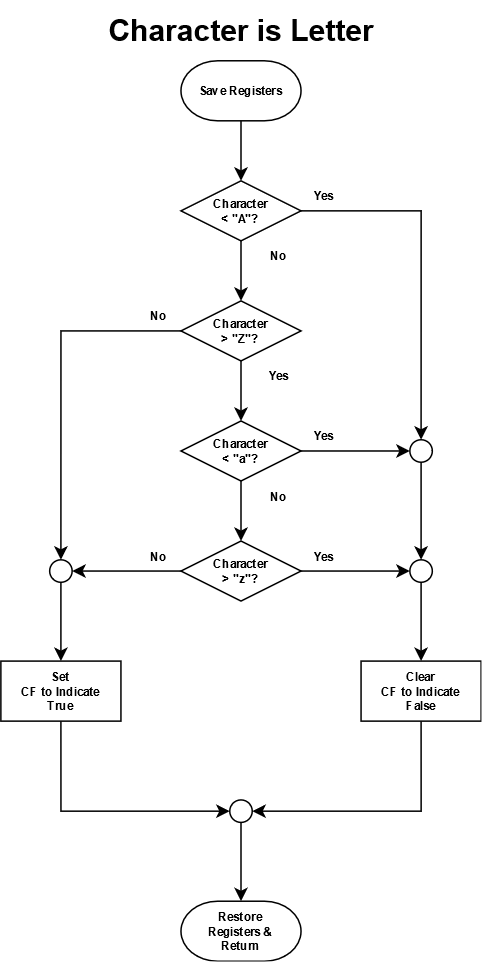 Character is Letter
Save Registers
Character
< "A"?
Yes
No
Character
> "Z"?
No
Yes
Character
< "a"?
Yes
No
Character
> "z"?
No
Yes
Set
CF to Indicate
True
Clear
CF to Indicate
False
Restore
Registers &
Return